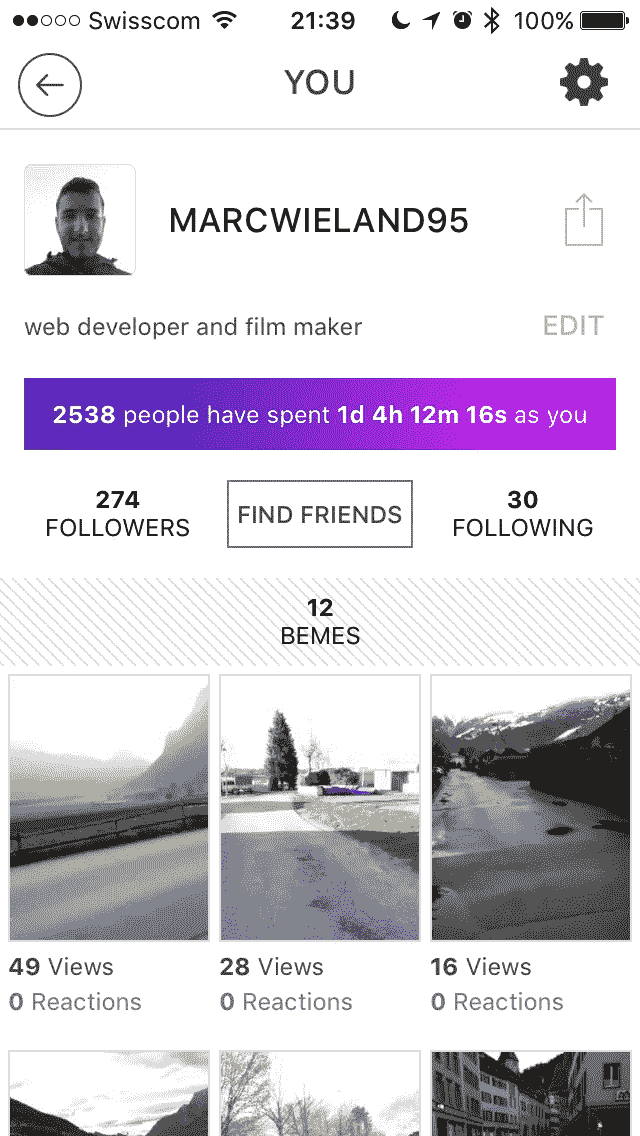 Swisscom 21:39 100%
YOU
MARCWIELAND95
web developer and film maker EDIT
2538 people have spent 1d 4h 12m 16s as you
274 FOLLOWERS
FIND FRIENDS
30 FOLLOWING
12
BEMES
49 Views 28 Views 16 Views
0 Reactions 0 Reactions 0 Reactions